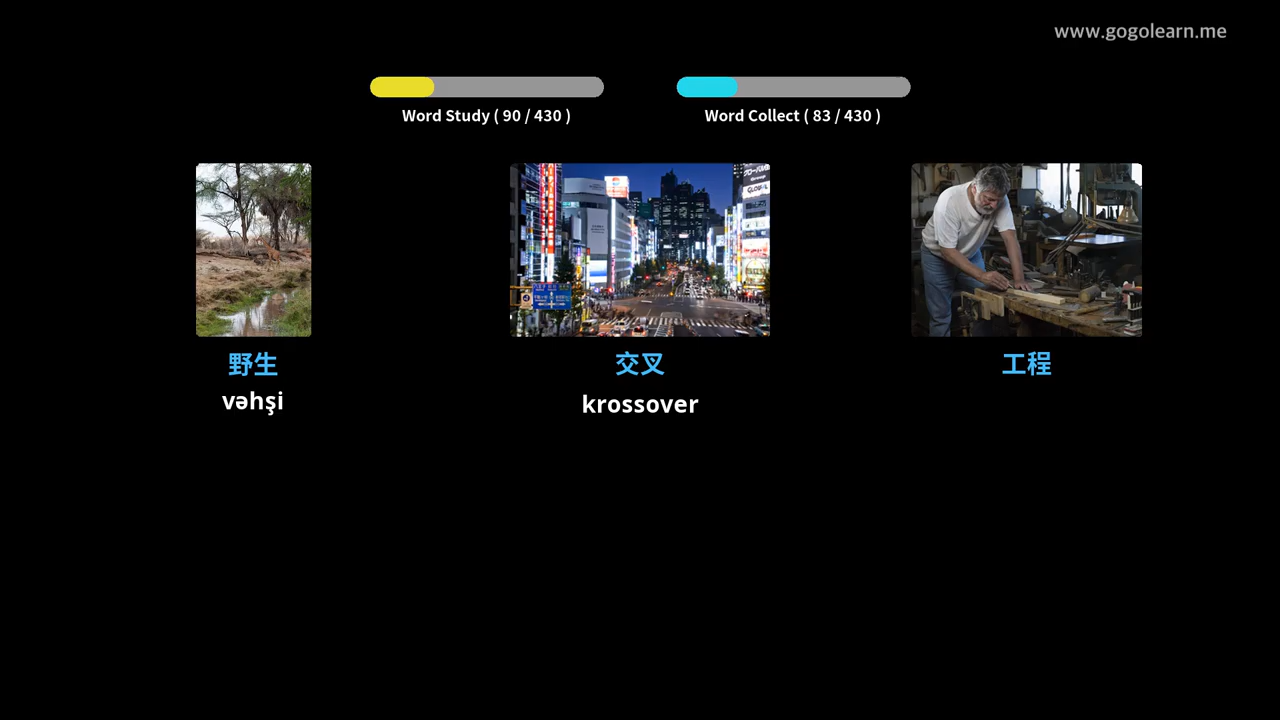 www.gogolearn.me
Word Study ( 90 / 430 )
Word Collect ( 83 / 430 )
野生
交叉
工程
vəhşi
krossover